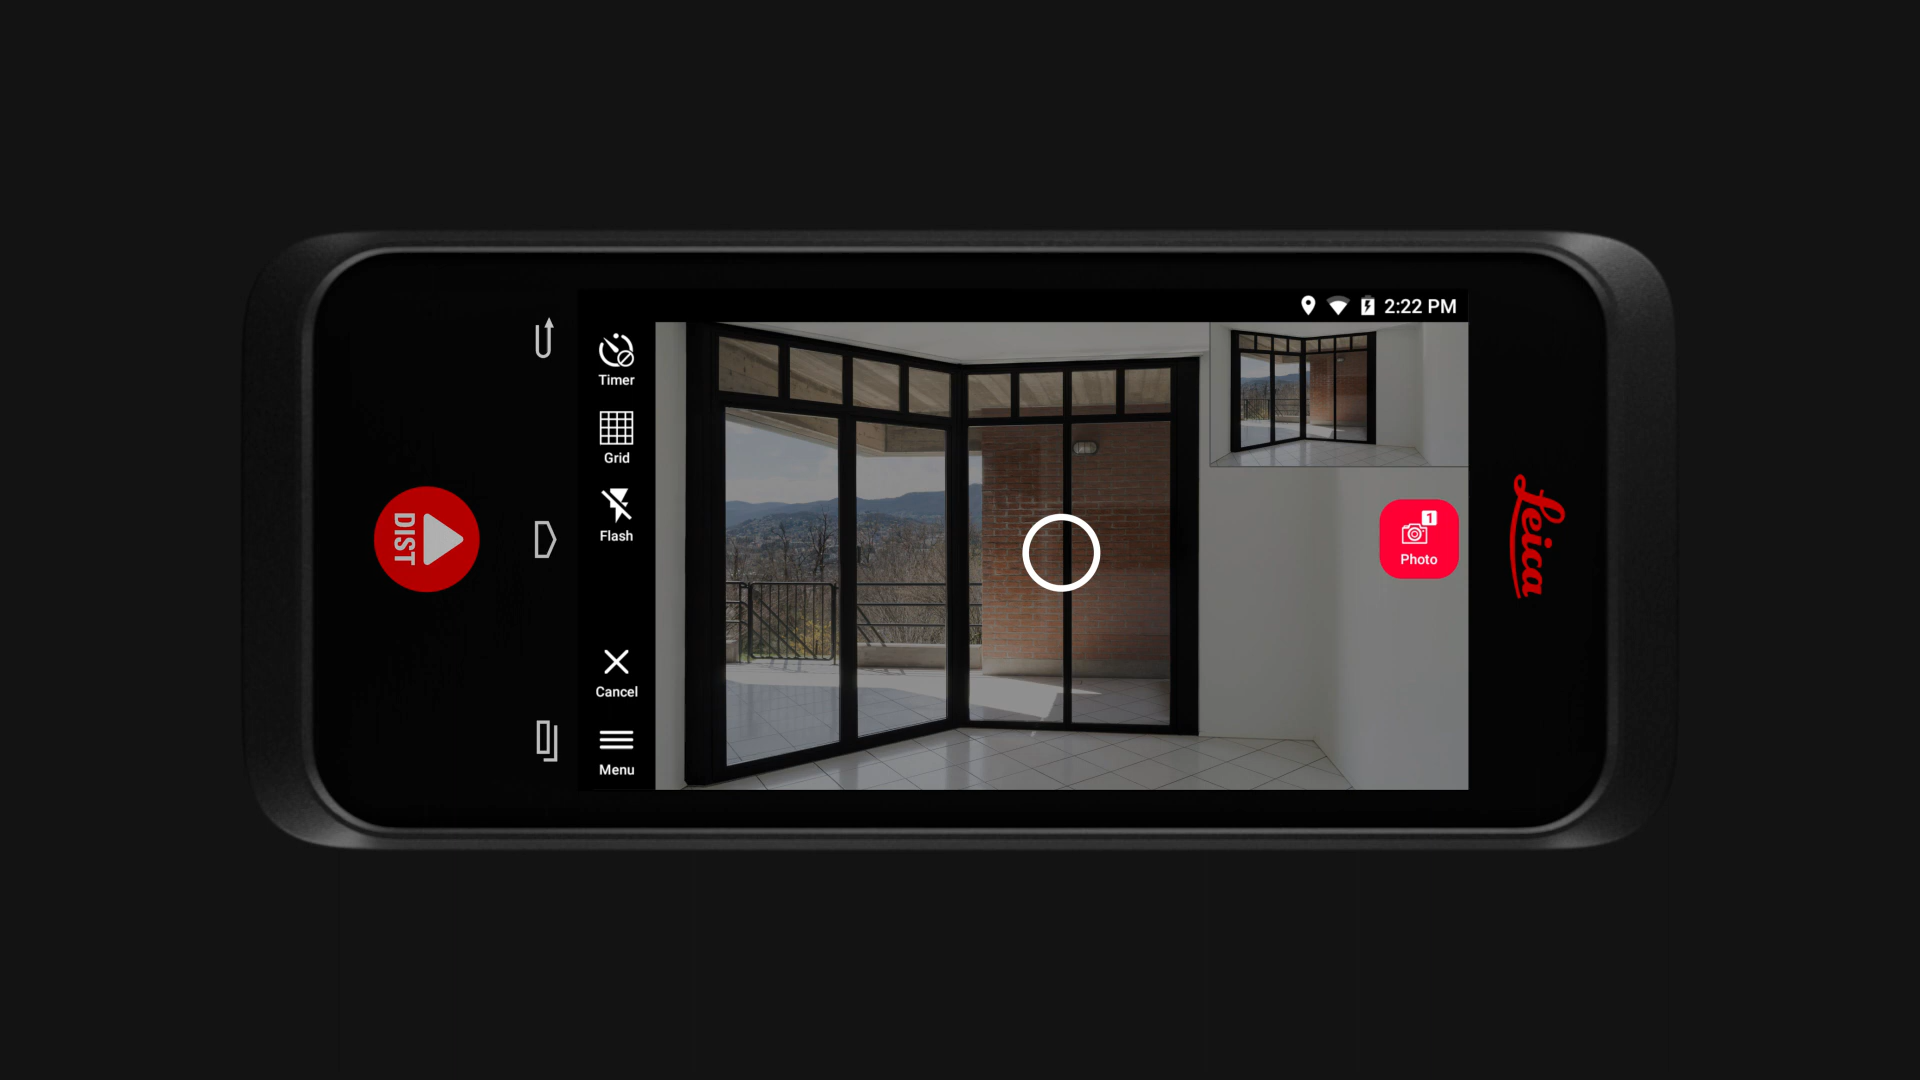 2:22 PM
Timer
Grid
Flash
Cancel
Menu
DIST
1
Photo
Leica